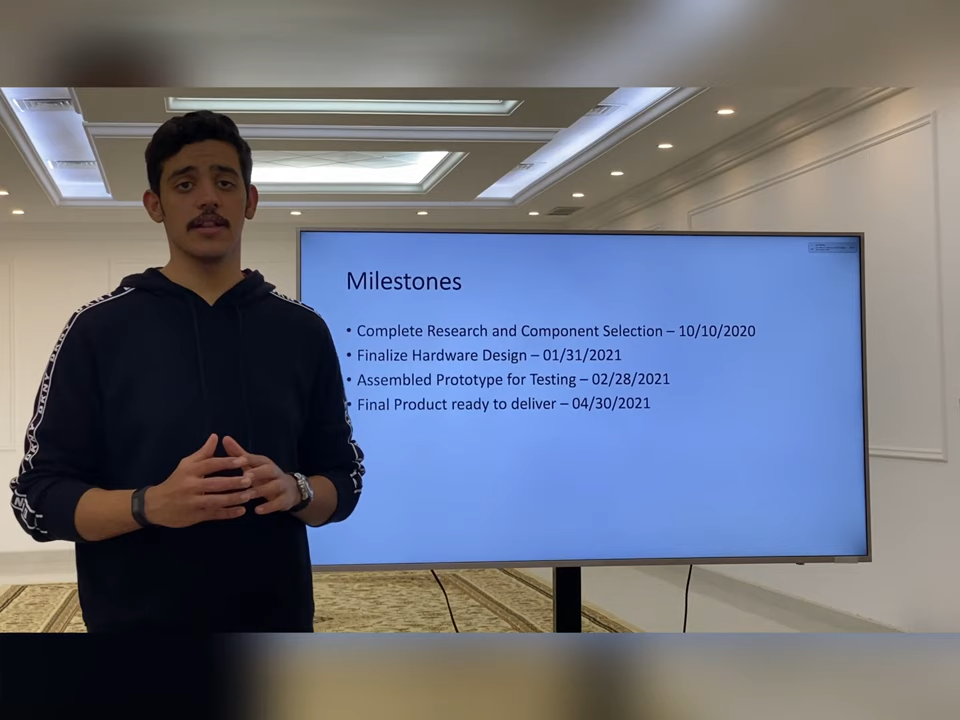 Milestones
• Complete Research and Component Selection – 10/10/2020
• Finalize Hardware Design – 01/31/2021
• Assembled Prototype for Testing – 02/28/2021
• Final Product ready to deliver – 04/30/2021
DKNY